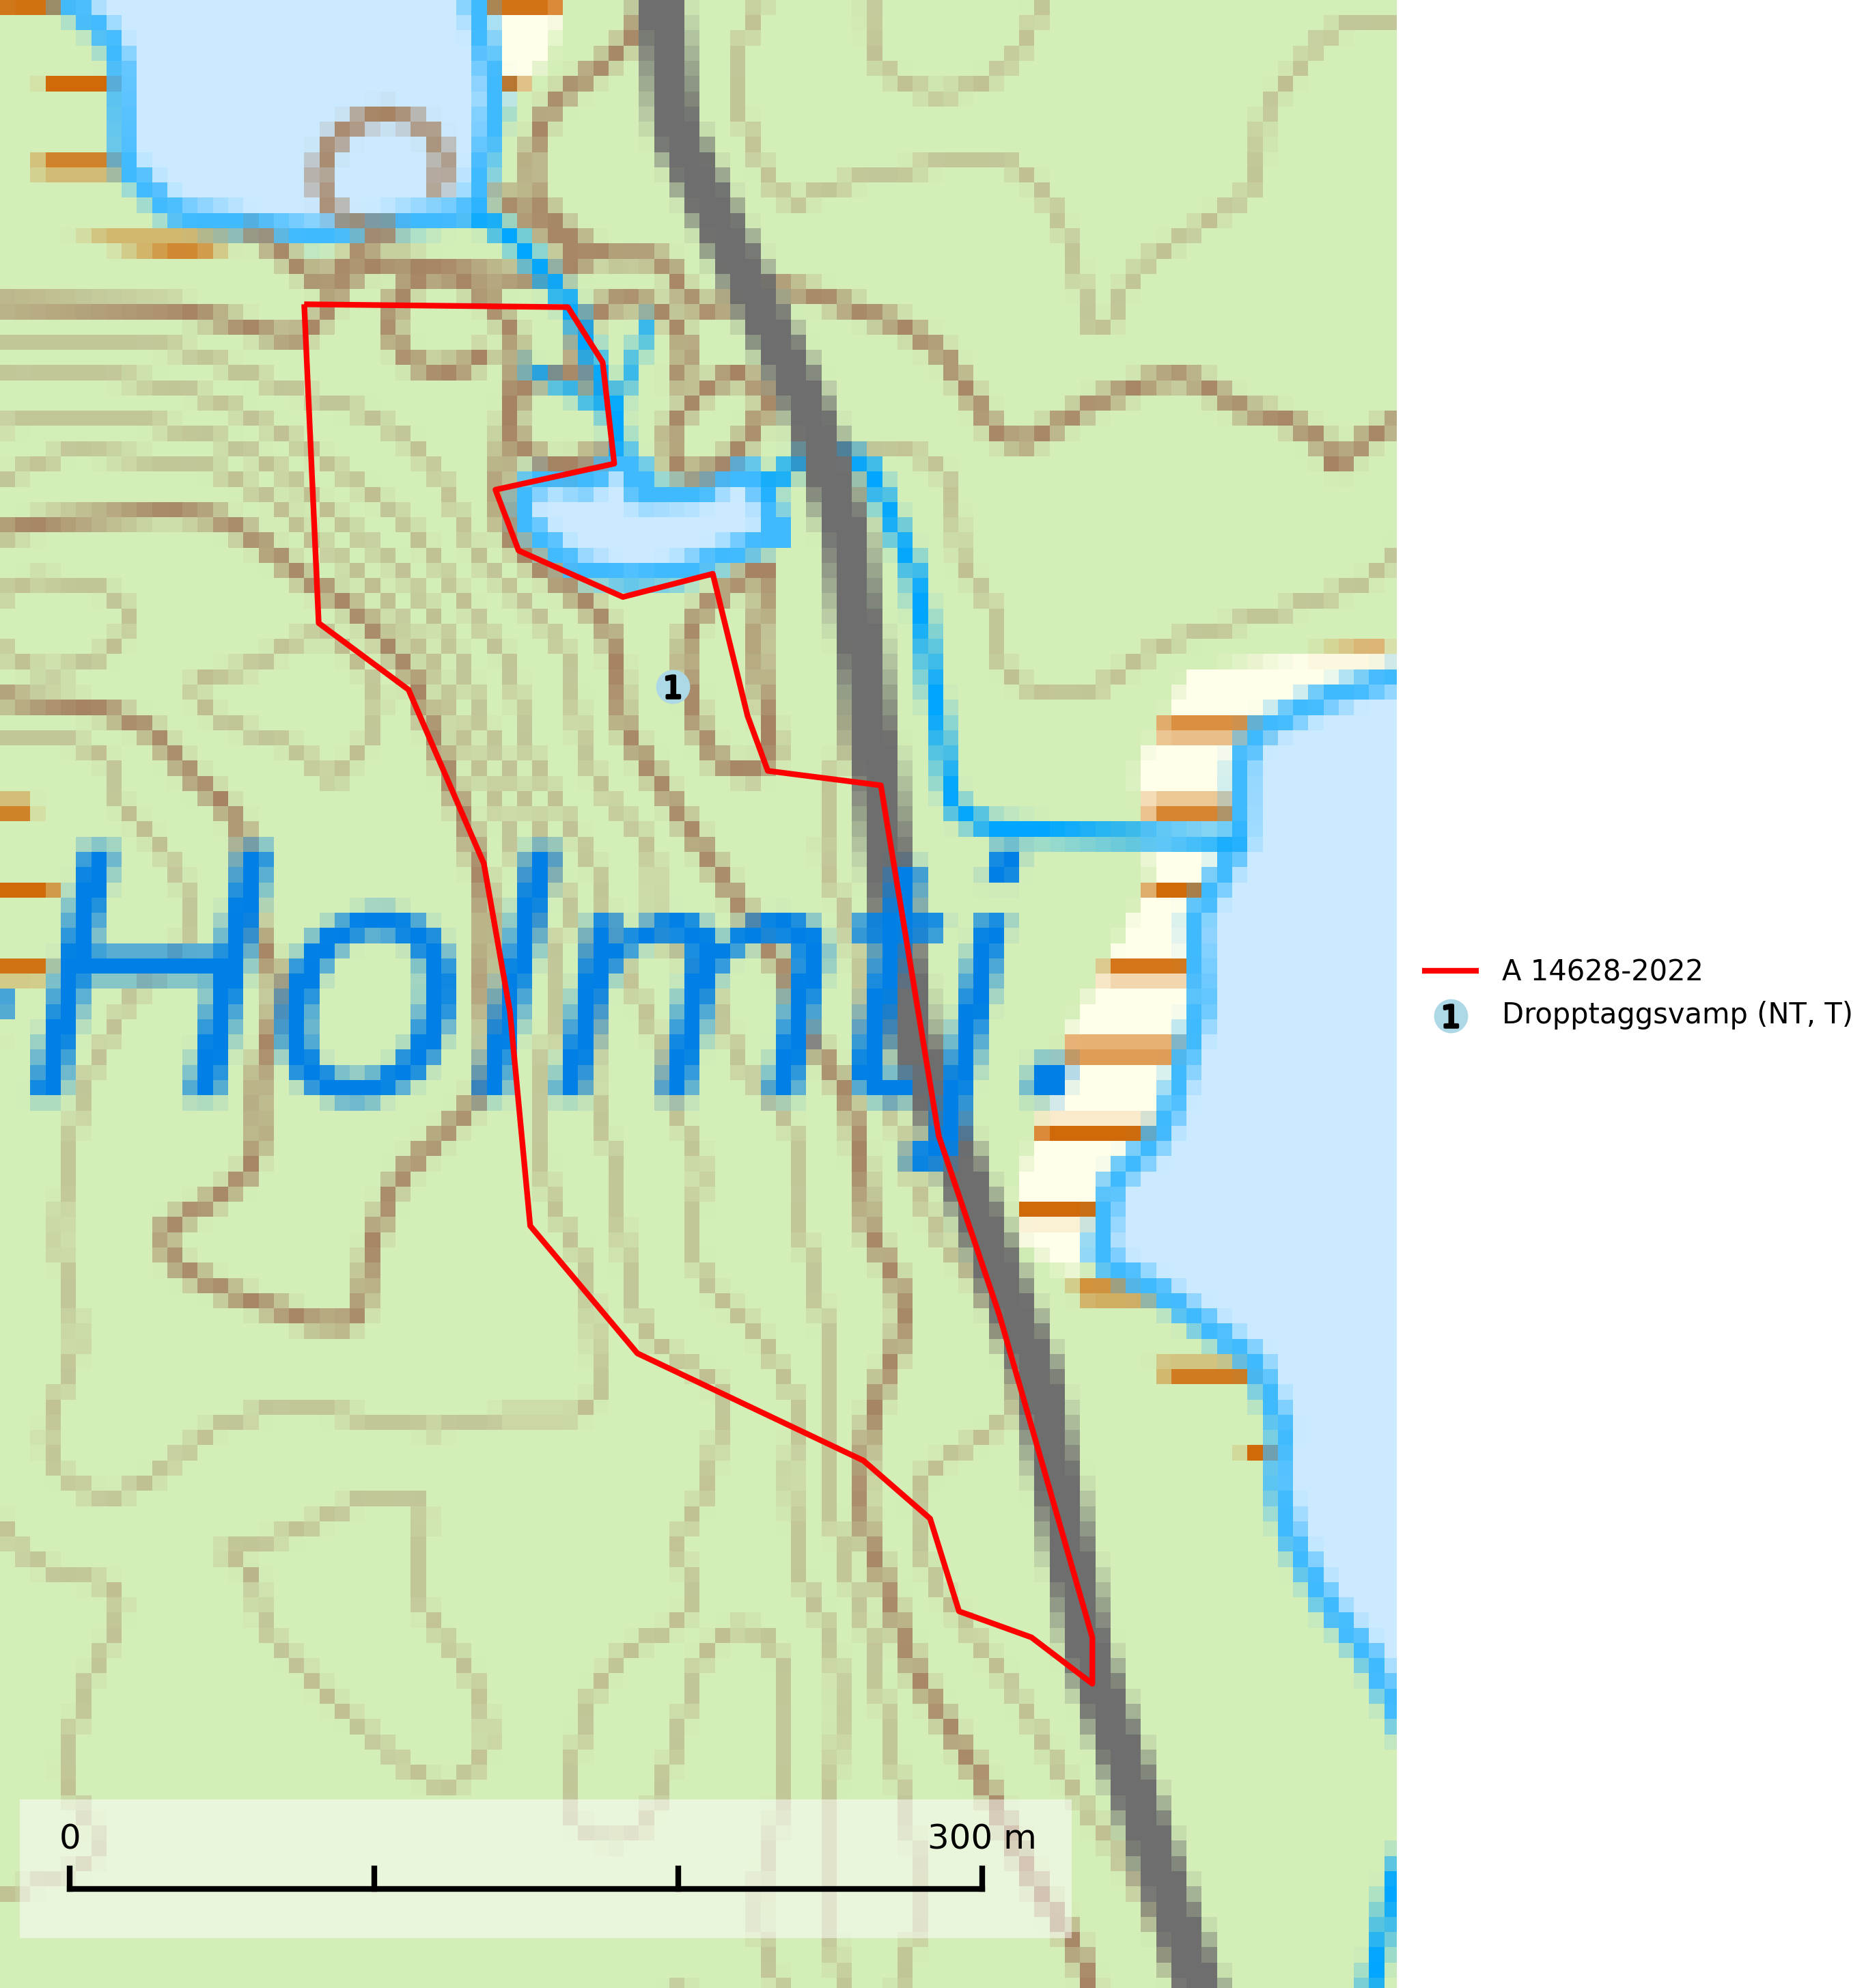 1
Holmtj.
A 14628-2022
1 Dropptaggsvamp (NT, T)
0 300 m